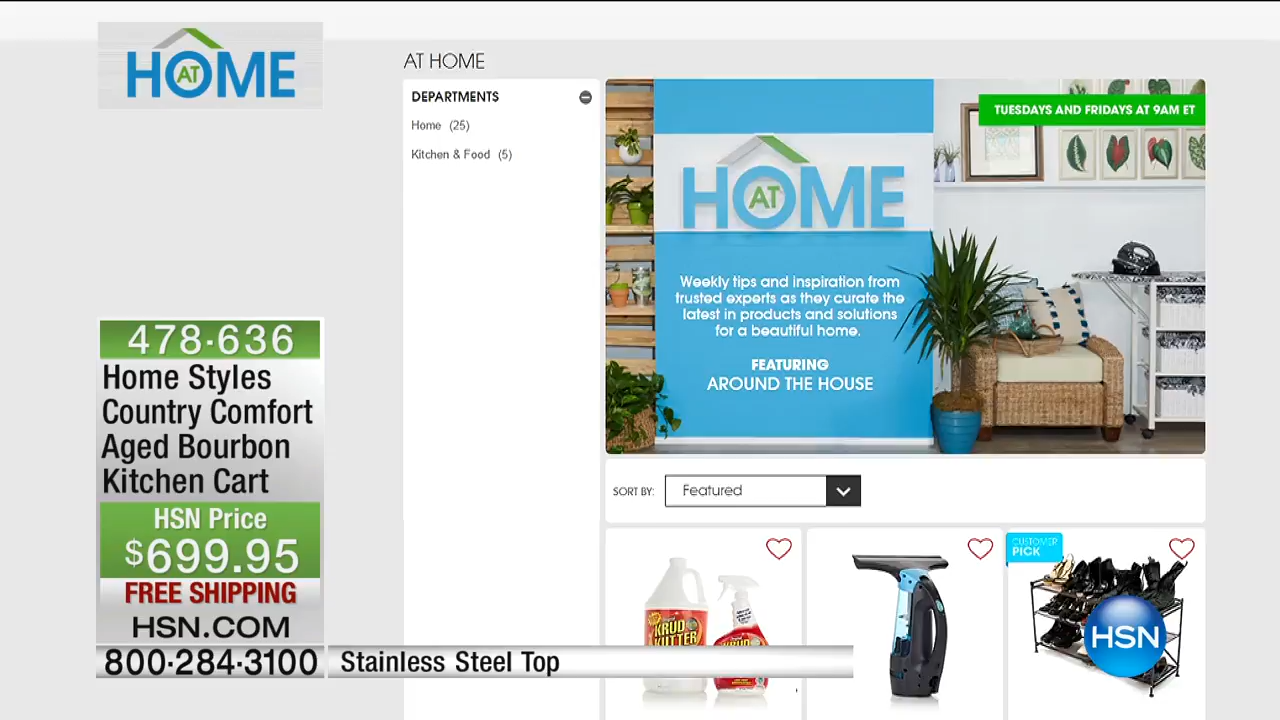 AT HOME
478-636
Home Styles
Country Comfort
Aged Bourbon
Kitchen Cart
HSN Price
$699.95
FREE SHIPPING
HSN.COM
800·284·3100
Stainless Steel Top
AT HOME
DEPARTMENTS
Home (25)
Kitchen & Food (5)
TUESDAYS AND FRIDAYS AT 9AM ET
AT HOME
Weekly tips and inspiration from
trusted experts as they curate the
latest in products and solutions
for a beautiful home.
FEATURING
AROUND THE HOUSE
SORT BY:
Featured
KRUD
KUTTER
KRUD
CUSTOMER
PICK
HSN